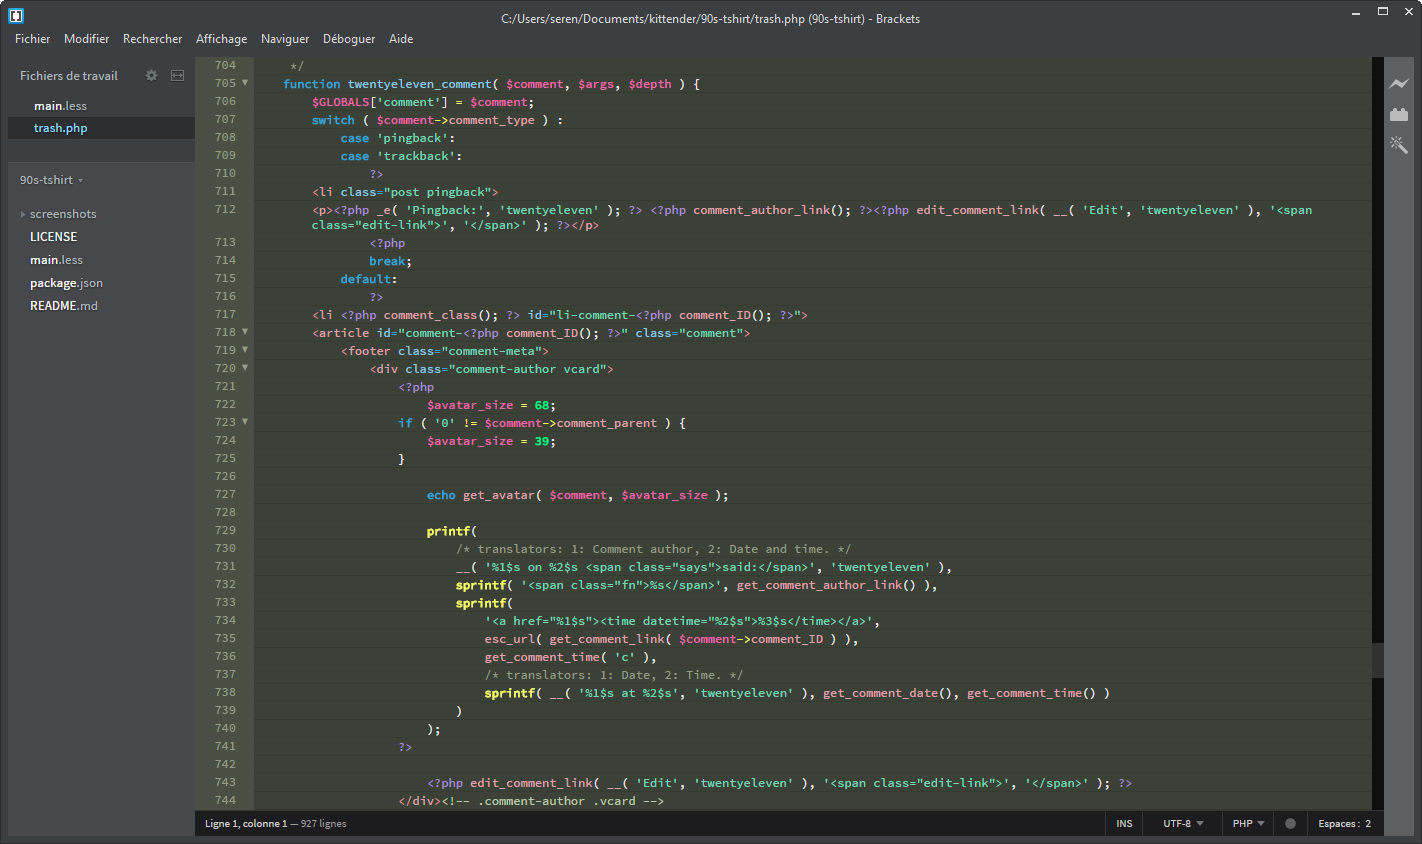 C:/Users/seren/Documents/kittender/90s-tshirt/trash.php (90s-tshirt) - Brackets
Fichier Modifier Rechercher Affichage Naviguer Déboguer Aide
Fichiers de travail
main.less
trash.php
90s-tshirt
screenshots
LICENSE
main.less
package.json
README.md
704 */
705 function twentyeleven_comment( $comment, $args, $depth ) {
706 $GLOBALS['comment'] = $comment;
707 switch ( $comment->comment_type ) :
708 case 'pingback':
709 case 'trackback':
710 ?>
711 <li class="post pingback">
712 <p><?php _e( 'Pingback:', 'twentyeleven' ); ?> <?php comment_author_link(); ?><?php edit_comment_link( __( 'Edit', 'twentyeleven' ), '<span
class="edit-link">', '</span>' ); ?></p>
713 <?php
714 break;
715 default:
716 ?>
717 <li <?php comment_class(); ?> id="li-comment-<?php comment_ID(); ?>">
718 <article id="comment-<?php comment_ID(); ?>" class="comment">
719 <footer class="comment-meta">
720 <div class="comment-author vcard">
721 <?php
722 $avatar_size = 68;
723 if ( '0' != $comment->comment_parent ) {
724 $avatar_size = 39;
725 }
726
727 echo get_avatar( $comment, $avatar_size );
728
729 printf(
730 /* translators: 1: Comment author, 2: Date and time. */
731 __( '%1$s on %2$s <span class="says">said:</span>', 'twentyeleven' ),
732 sprintf( '<span class="fn">%s</span>', get_comment_author_link() ),
733 sprintf(
734 '<a href="%1$s"><time datetime="%2$s">%3$s</time></a>',
735 esc_url( get_comment_link( $comment->comment_ID ) ),
736 get_comment_time( 'c' ),
737 /* translators: 1: Date, 2: Time. */
738 sprintf( __( '%1$s at %2$s', 'twentyeleven' ), get_comment_date(), get_comment_time() )
739 )
740 );
741 ?>
742
743 <?php edit_comment_link( __( 'Edit', 'twentyeleven' ), '<span class="edit-link">', '</span>' ); ?>
744 </div><!-- .comment-author .vcard -->
Ligne 1, colonne 1 — 927 lignes INS UTF-8 PHP Espaces : 2